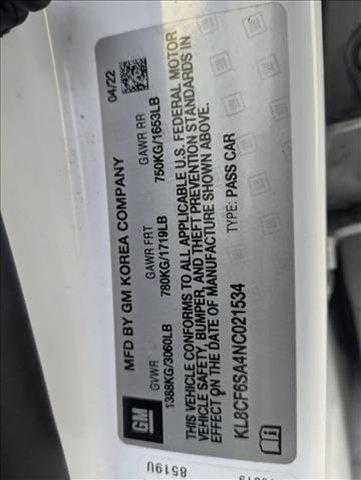 04/22
MFD BY GM KOREA COMPANY
GVWR GAWR FRT GAWR RR
1388KG/3060LB 780KG/1719LB 750KG/1653LB
THIS VEHICLE CONFORMS TO ALL APPLICABLE U.S. FEDERAL MOTOR
VEHICLE SAFETY, BUMPER, AND THEFT PREVENTION STANDARDS IN
EFFECT ON THE DATE OF MANUFACTURE SHOWN ABOVE.
KL8CF6SA4NC021534 TYPE: PASS CAR
GM
8519U